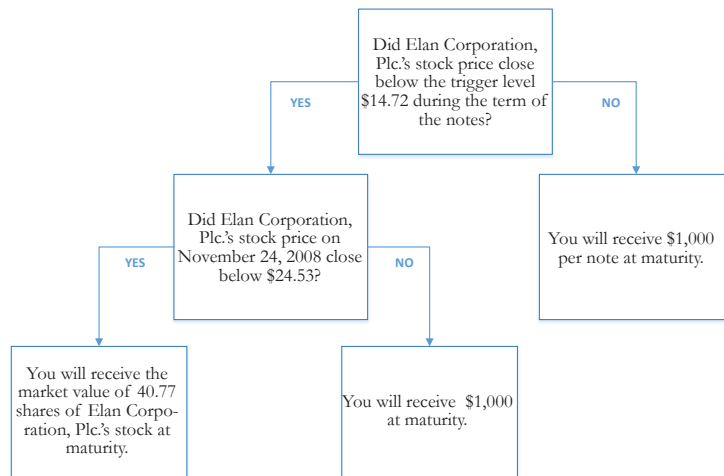 Did Elan Corporation,
Plc.'s stock price close
below the trigger level
$14.72 during the term of
the notes?
YES
NO
Did Elan Corporation,
Plc.'s stock price on
November 24, 2008 close
below $24.53?
You will receive $1,000
per note at maturity.
YES
NO
You will receive the
market value of 40.77
shares of Elan Corpo-
ration, Plc.'s stock at
maturity.
You will receive $1,000
at maturity.